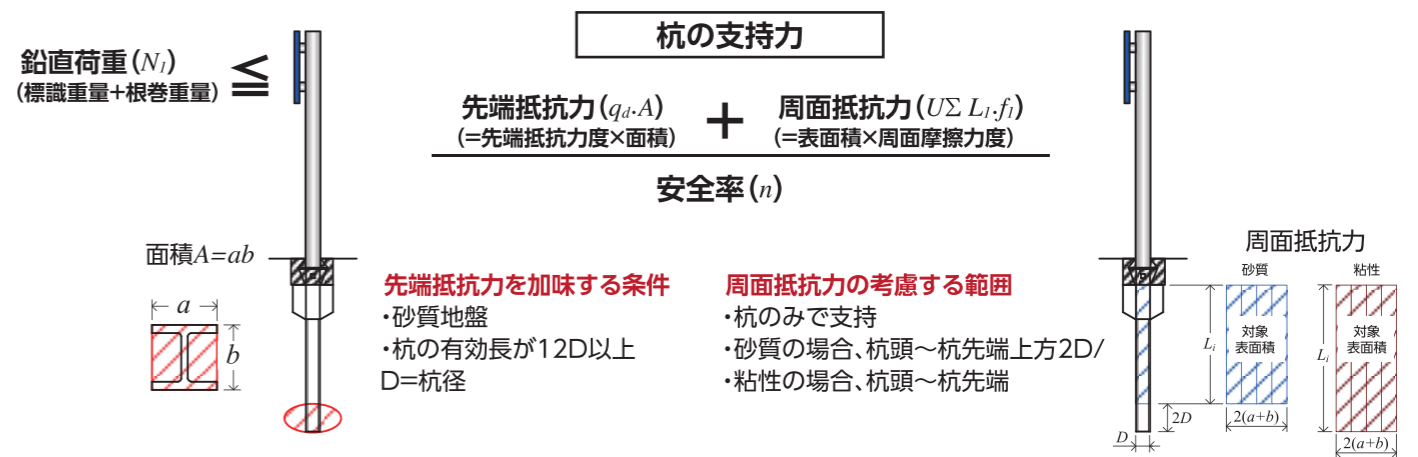 杭の支持力
鉛直荷重(N1)
(標識重量+根巻重量)
≦
先端抵抗力(qd.A)
(=先端抵抗力度×面積)
+
周面抵抗力(UΣ L1.f1)
(=表面積×周面摩擦力度)
安全率(n)
面積A=ab
a
b
先端抵抗力を加味する条件
・砂質地盤
・杭の有効長が12D以上
D=杭径
周面抵抗力の考慮する範囲
・杭のみで支持
・砂質の場合、杭頭~杭先端上方2D/
・粘性の場合、杭頭~杭先端
周面抵抗力
砂質
粘性
対象
表面積
対象
表面積
Li
Li
2D
D
2(a+b)
2(a+b)